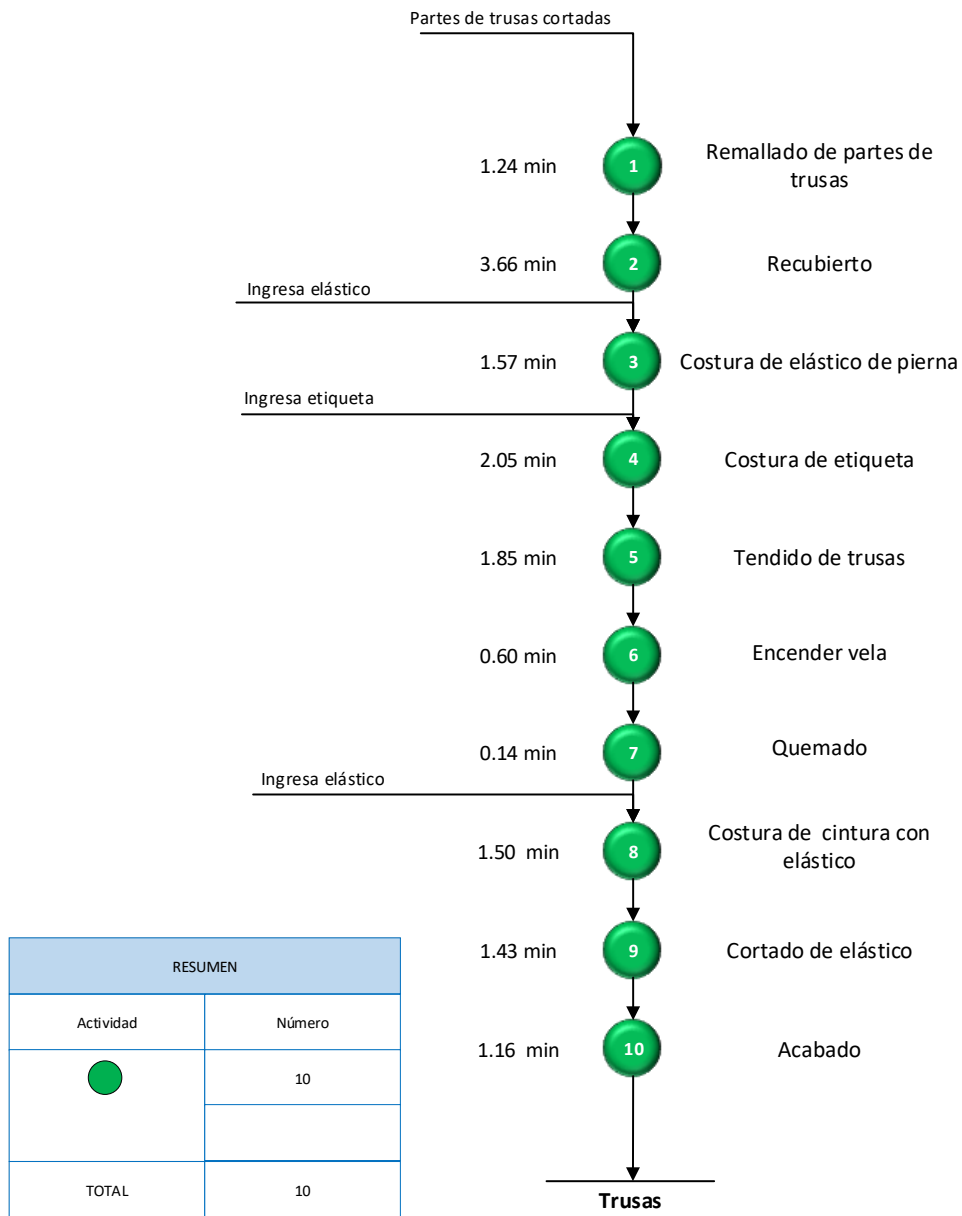 Partes de trusas cortadas
1.24 min
1
Remallado de partes de
trusas
3.66 min
2
Recubierto
Ingresa elástico
1.57 min
3
Costura de elástico de pierna
Ingresa etiqueta
2.05 min
4
Costura de etiqueta
1.85 min
5
Tendido de trusas
0.60 min
6
Encender vela
0.14 min
7
Quemado
Ingresa elástico
1.50 min
8
Costura de cintura con
elástico
1.43 min
9
Cortado de elástico
1.16 min
10
Acabado
Trusas
RESUMEN
Actividad
Número
10
TOTAL
10